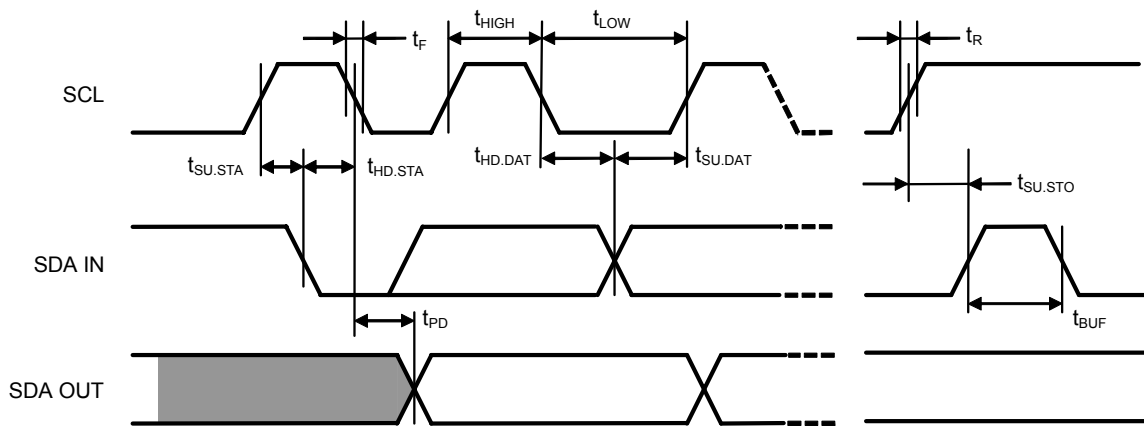 tHIGH tLOW
tF tR
SCL
tSU.STA tHD.STA tHD.DAT tSU.DAT
tSU.STO
SDA IN
tPD tBUF
SDA OUT